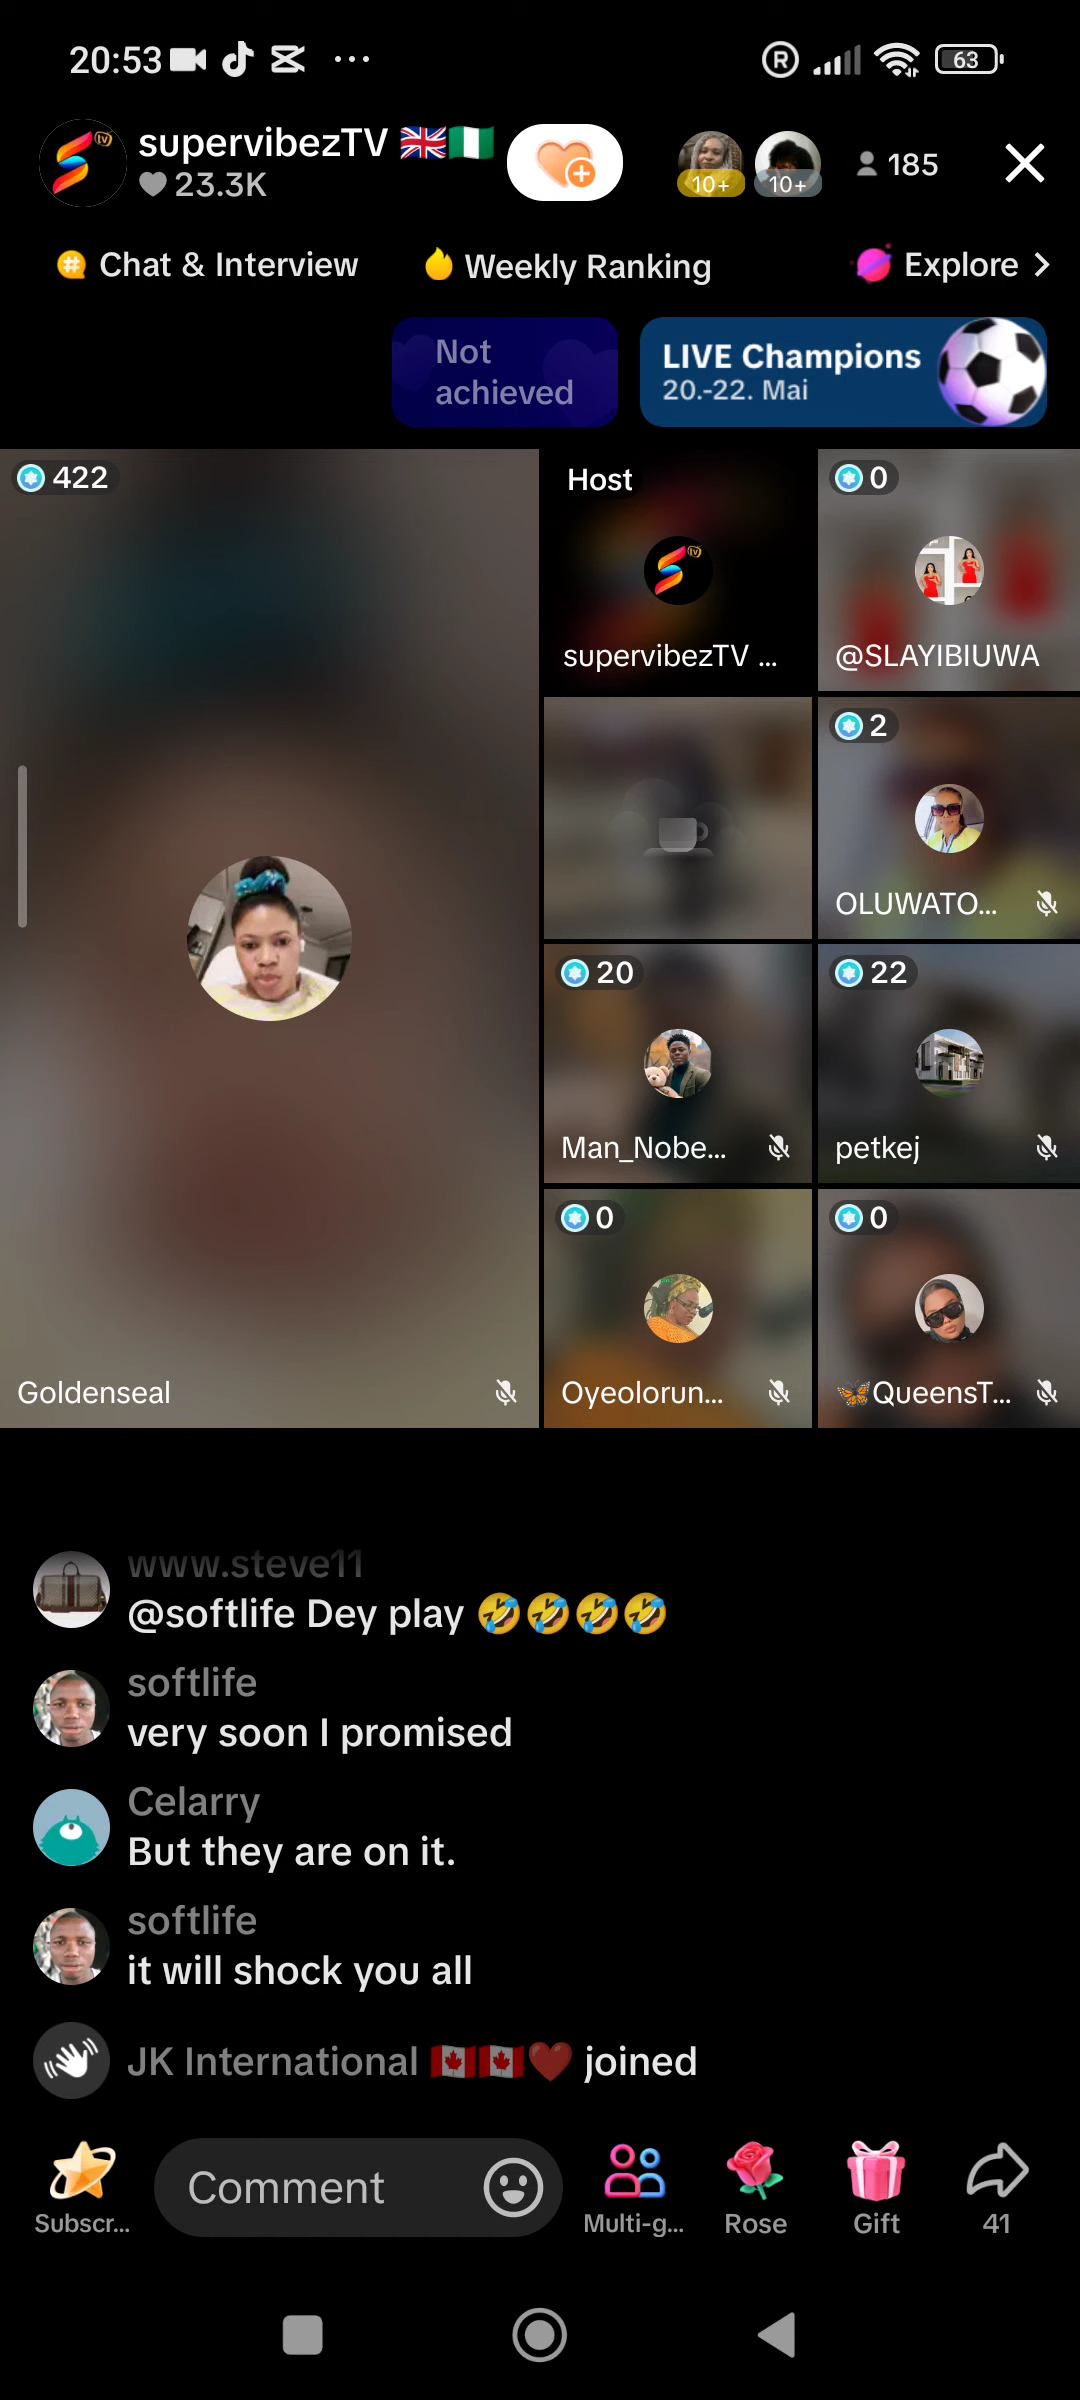 20:53
R
63
supervibezTV 🇬🇧🇳🇬
23.3K
10+
10+
185
Chat & Interview
Weekly Ranking
Explore
Not
achieved
LIVE Champions
20.-22. Mai
422
Host
0
supervibezTV ...
@SLAYIBIUWA
2
OLUWATO...
20
22
Man_Nobe...
petkej
0
0
Goldenseal
Oyeolorun...
🦋QueensT...
www.steve11
@softlife Dey play 🤣🤣🤣🤣
softlife
very soon I promised
Celarry
But they are on it.
softlife
it will shock you all
JK International 🇨🇦🇨🇦❤️ joined
Comment
Subscr...
Multi-g...
Rose
Gift
41